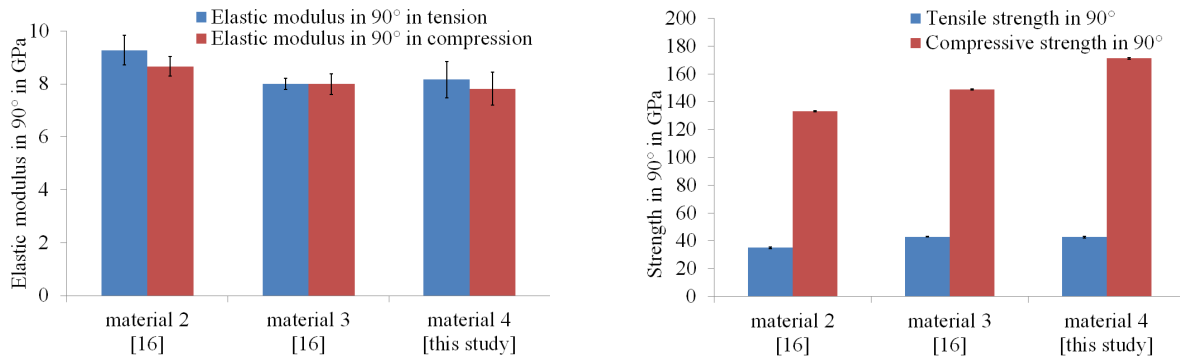 Elastic modulus in 90° in tension
Elastic modulus in 90° in compression
Elastic modulus in 90° in GPa
10
8
6
4
2
0
material 2
[16]
material 3
[16]
material 4
[this study]
Tensile strength in 90°
Compressive strength in 90°
Strength in 90° in GPa
200
180
160
140
120
100
80
60
40
20
0
material 2
[16]
material 3
[16]
material 4
[this study]